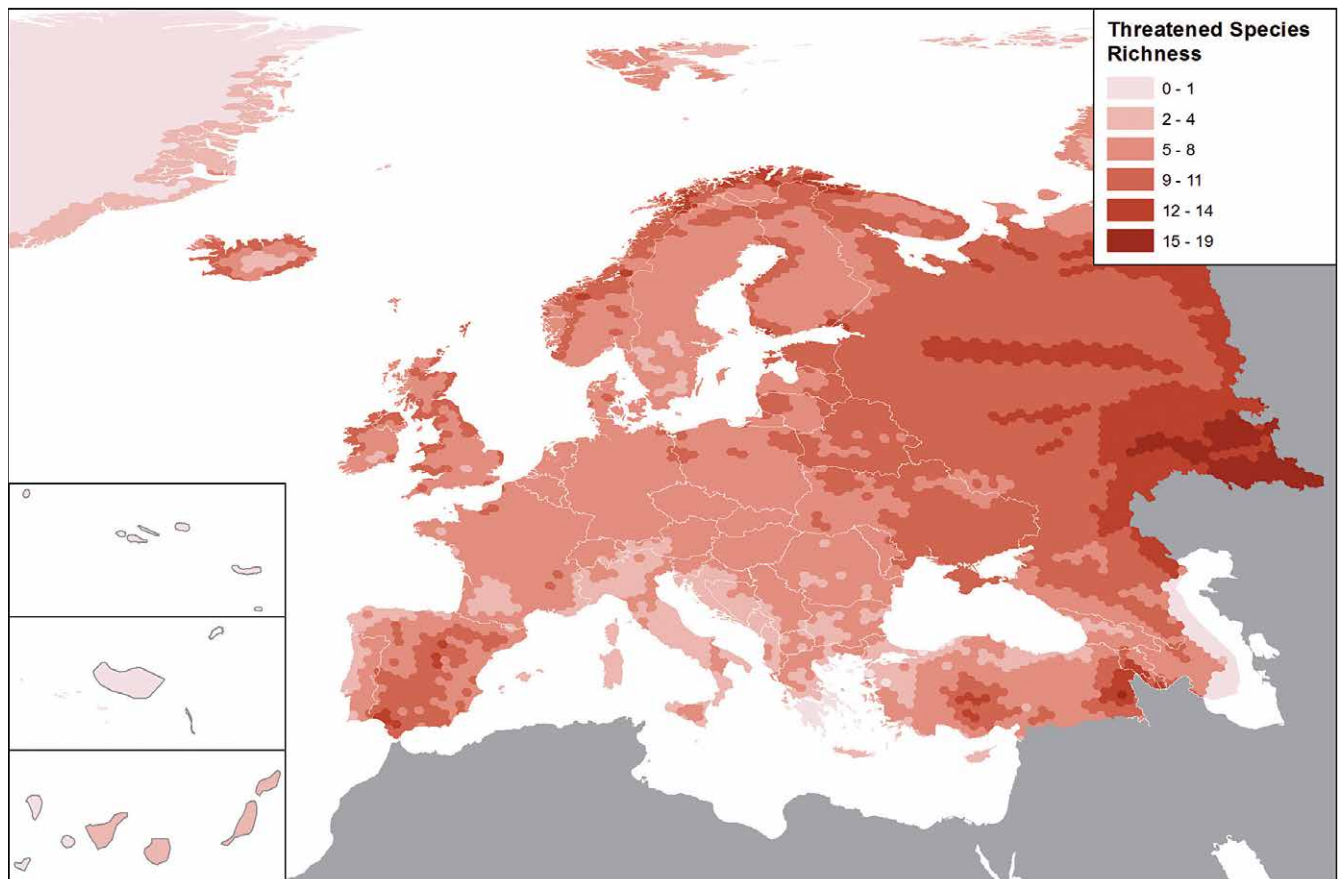 Threatened Species
Richness
0 - 1
2 - 4
5 - 8
9 - 11
12 - 14
15 - 19